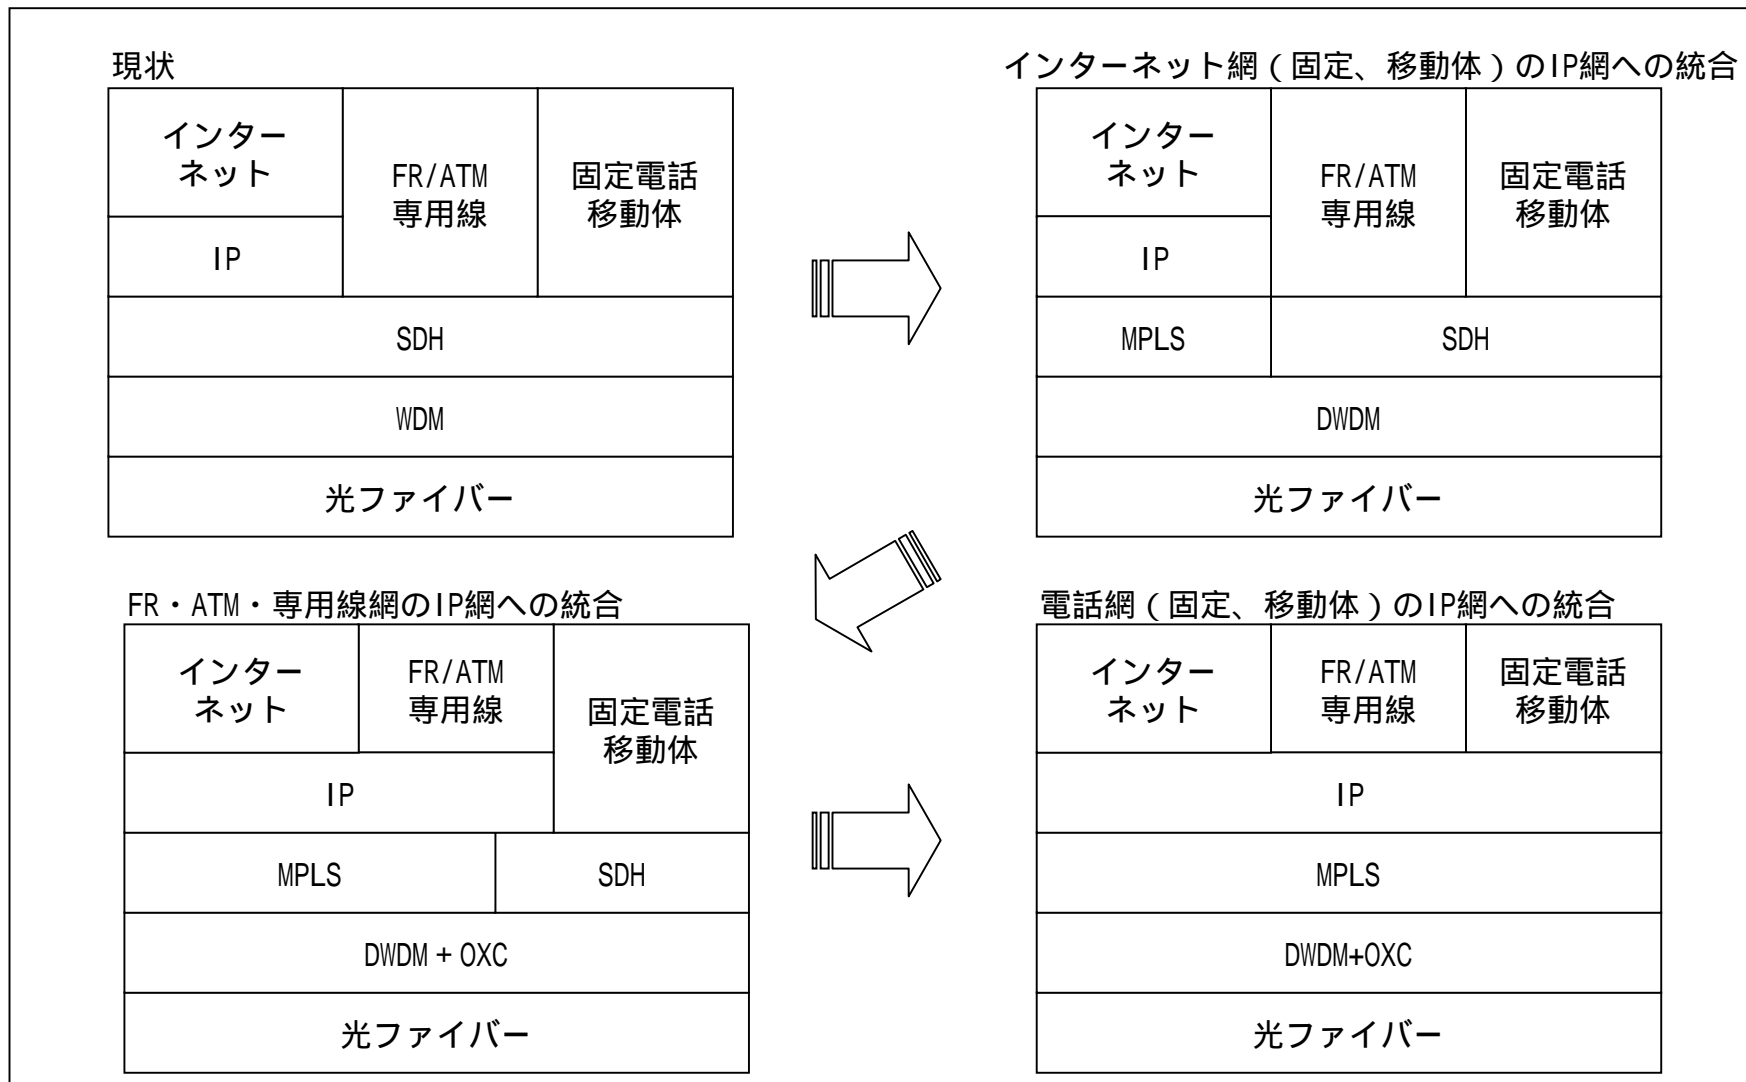 現状
インター
ネット
FR/ATM
専用線
固定電話
移動体
IP
SDH
WDM
光ファイバー
インターネット網（固定、移動体）のIP網への統合
インター
ネット
FR/ATM
専用線
固定電話
移動体
IP
MPLS
SDH
DWDM
光ファイバー
FR・ATM・専用線網のIP網への統合
インター
ネット
FR/ATM
専用線
固定電話
移動体
IP
MPLS
SDH
DWDM + OXC
光ファイバー
電話網（固定、移動体）のIP網への統合
インター
ネット
FR/ATM
専用線
固定電話
移動体
IP
MPLS
DWDM+OXC
光ファイバー